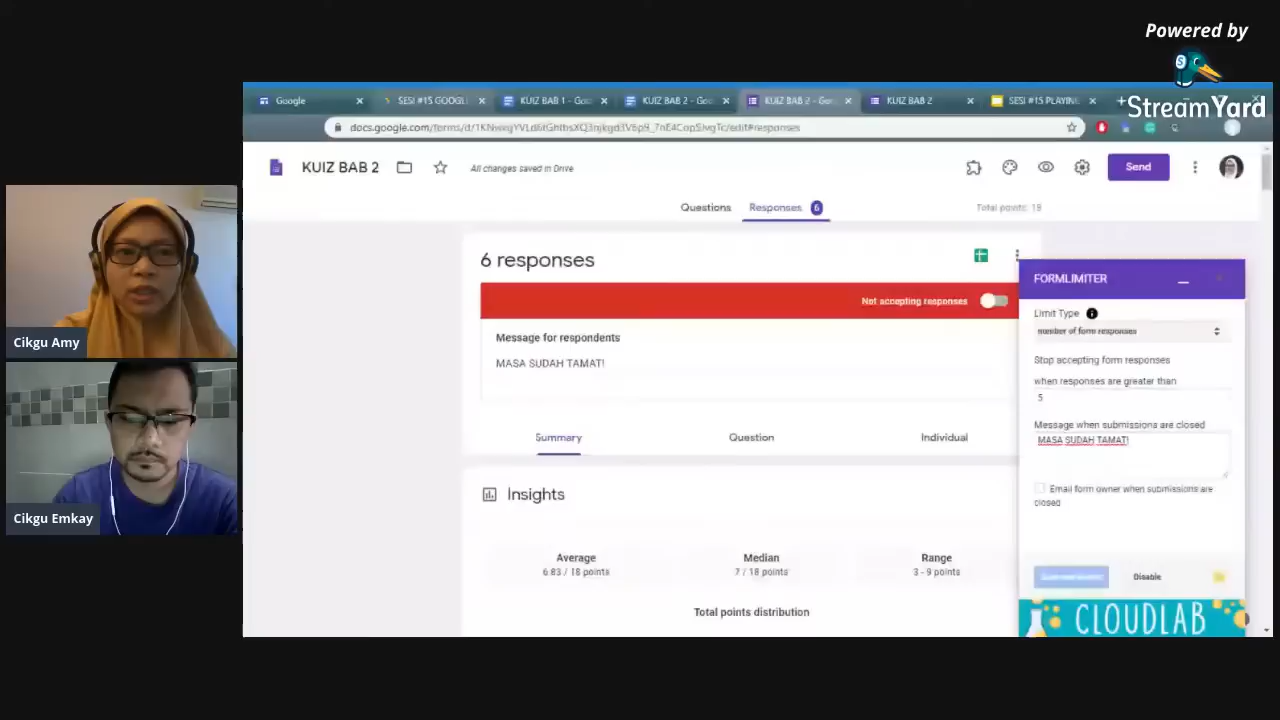 Powered by
StreamYard
Google
SESI #15 GOOGL
KUIZ BAB 1 - Goo
KUIZ BAB 2 - Goo
KUIZ BAB 2 - Goo
KUIZ BAB 2
SESI #15 PLAYING
KUIZ BAB 2
All changes saved in Drive
Send
Questions
Responses 6
Total points: 18
6 responses
Not accepting responses
Message for respondents
MASA SUDAH TAMAT!
Summary
Question
Individual
Insights
Average
6.83 / 18 points
Median
7 / 18 points
Range
3 - 9 points
Total points distribution
FORMLIMITER
Limit Type
number of form responses
Stop accepting form responses
when responses are greater than
5
Message when submissions are closed
MASA SUDAH TAMAT!
Email form owner when submissions are
closed
Disable
CLOUDLAB
Cikgu Amy
Cikgu Emkay